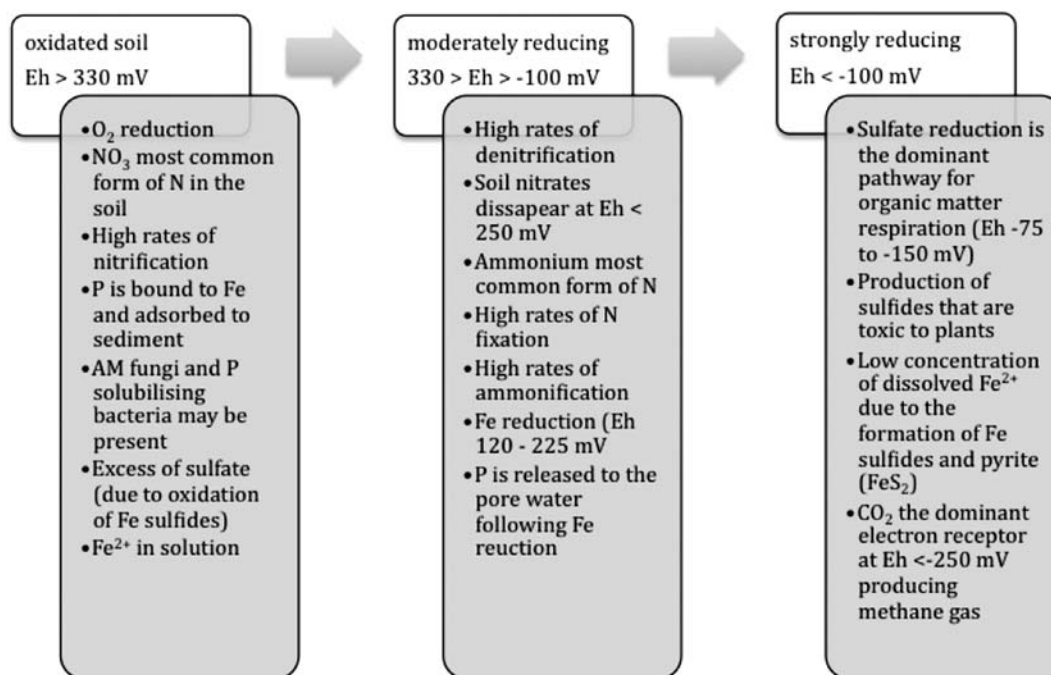 oxidated soil
Eh > 330 mV
•O₂ reduction
•NO₃ most common
form of N in the
soil
•High rates of
nitrification
•P is bound to Fe
and adsorbed to
sediment
•AM fungi and P
solubilising
bacteria may be
present
•Excess of sulfate
(due to oxidation
of Fe sulfides)
•Fe²⁺ in solution
moderately reducing
330 > Eh > -100 mV
•High rates of
denitrification
•Soil nitrates
dissapear at Eh <
250 mV
•Ammonium most
common form of N
•High rates of N
fixation
•High rates of
ammonification
•Fe reduction (Eh
120 - 225 mV
•P is released to the
pore water
following Fe
reuction
strongly reducing
Eh < -100 mV
•Sulfate reduction is
the dominant
pathway for
organic matter
respiration (Eh -75
to -150 mV)
•Production of
sulfides that are
toxic to plants
•Low concentration
of dissolved Fe²⁺
due to the
formation of Fe
sulfides and pyrite
(FeS₂)
•CO₂ the dominant
electron receptor
at Eh <-250 mV
producing
methane gas